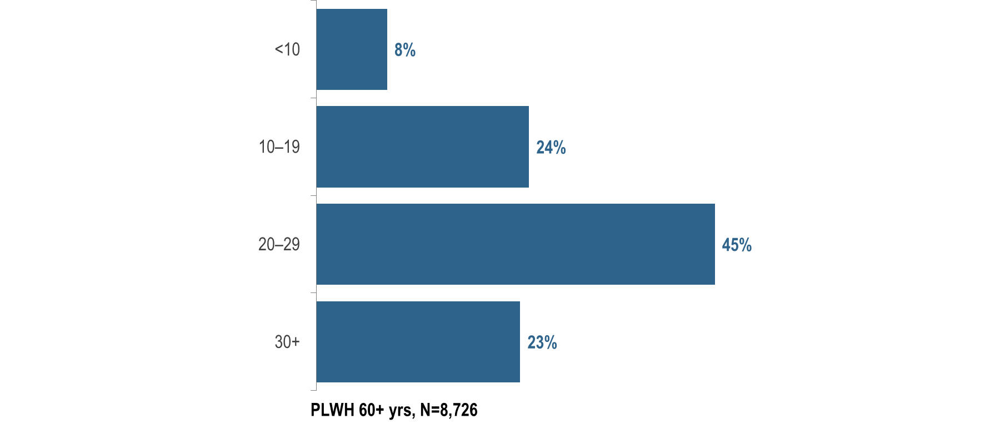 <10 8%
10–19 24%
20–29 45%
30+ 23%
PLWH 60+ yrs, N=8,726